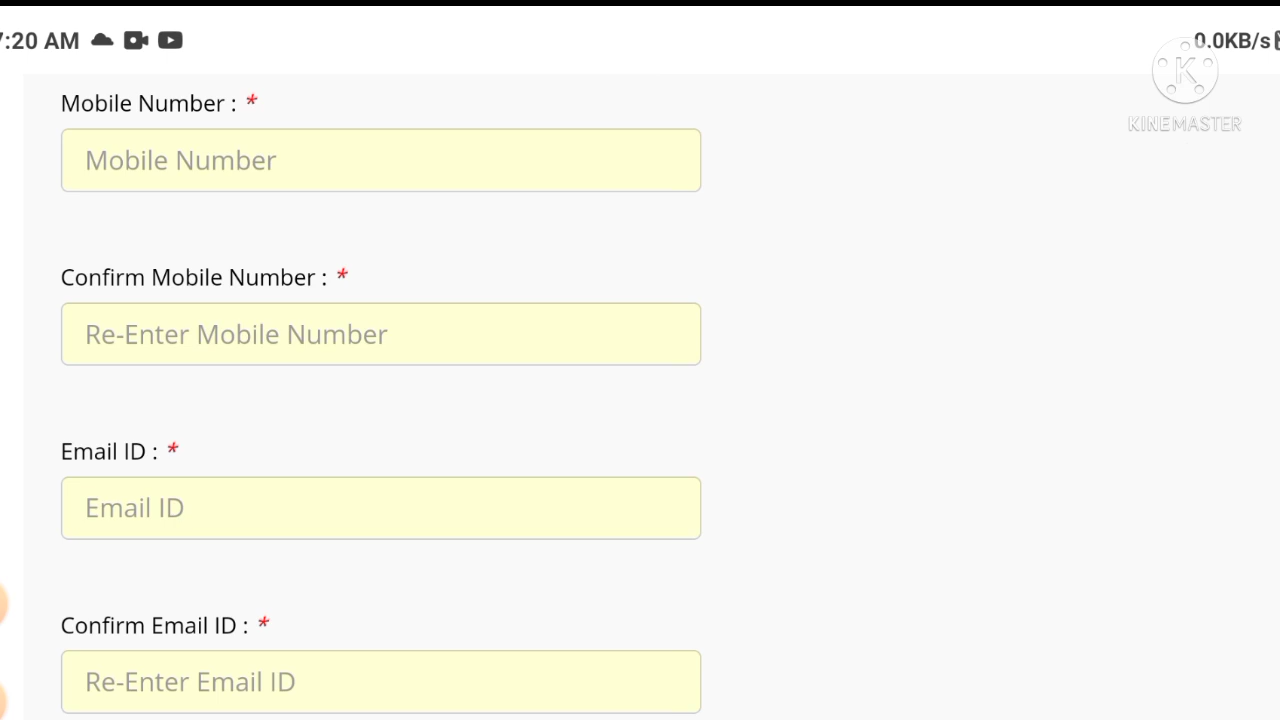 :20 AM
0.0KB/s
K
KINEMASTER
Mobile Number : *
Mobile Number
Confirm Mobile Number : *
Re-Enter Mobile Number
Email ID : *
Email ID
Confirm Email ID : *
Re-Enter Email ID